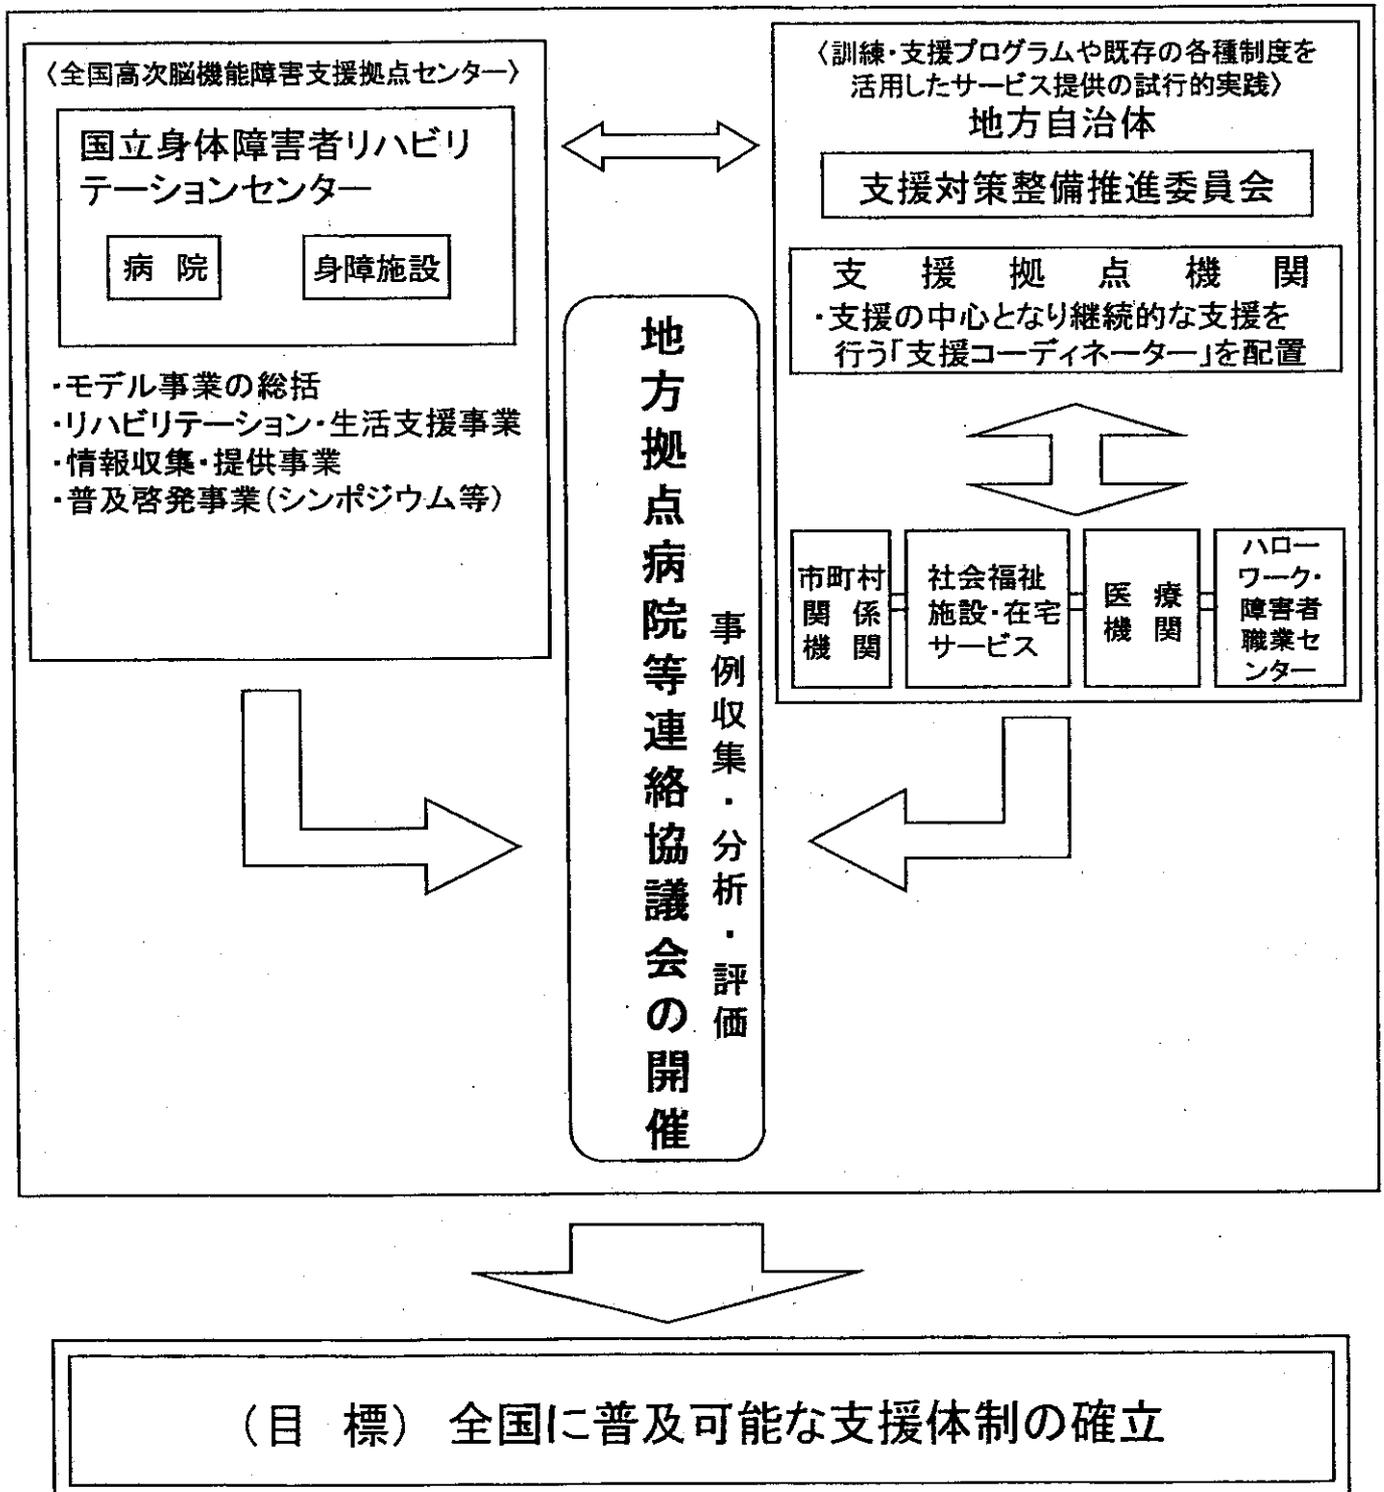 〈全国高次脳機能障害支援拠点センター〉
国立身体障害者リハビリ
テーションセンター
病 院
身障施設
・モデル事業の総括
・リハビリテーション・生活支援事業
・情報収集・提供事業
・普及啓発事業(シンポジウム等)
〈訓練・支援プログラムや既存の各種制度を
活用したサービス提供の試行的実践〉
地方自治体
支援対策整備推進委員会
支 援 拠 点 機 関
・支援の中心となり継続的な支援を
行う「支援コーディネーター」を配置
市町村
関 係
機 関
社会福祉
施設・在宅
サービス
医 療
機 関
ハロー
ワーク・
障害者
職業セ
ンター
地方拠点病院等連絡協議会の開催
事例収集・分析・評価
(目 標) 全国に普及可能な支援体制の確立